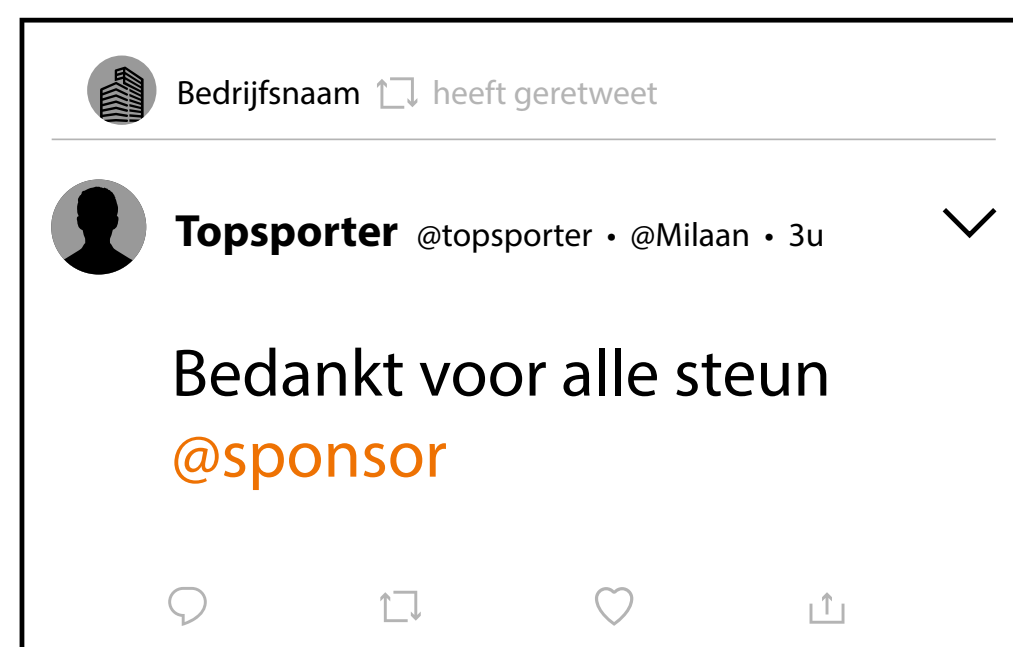 Bedrijfsnaam heeft geretweet
Topsporter @topsporter • @Milaan • 3u
Bedankt voor alle steun
@sponsor